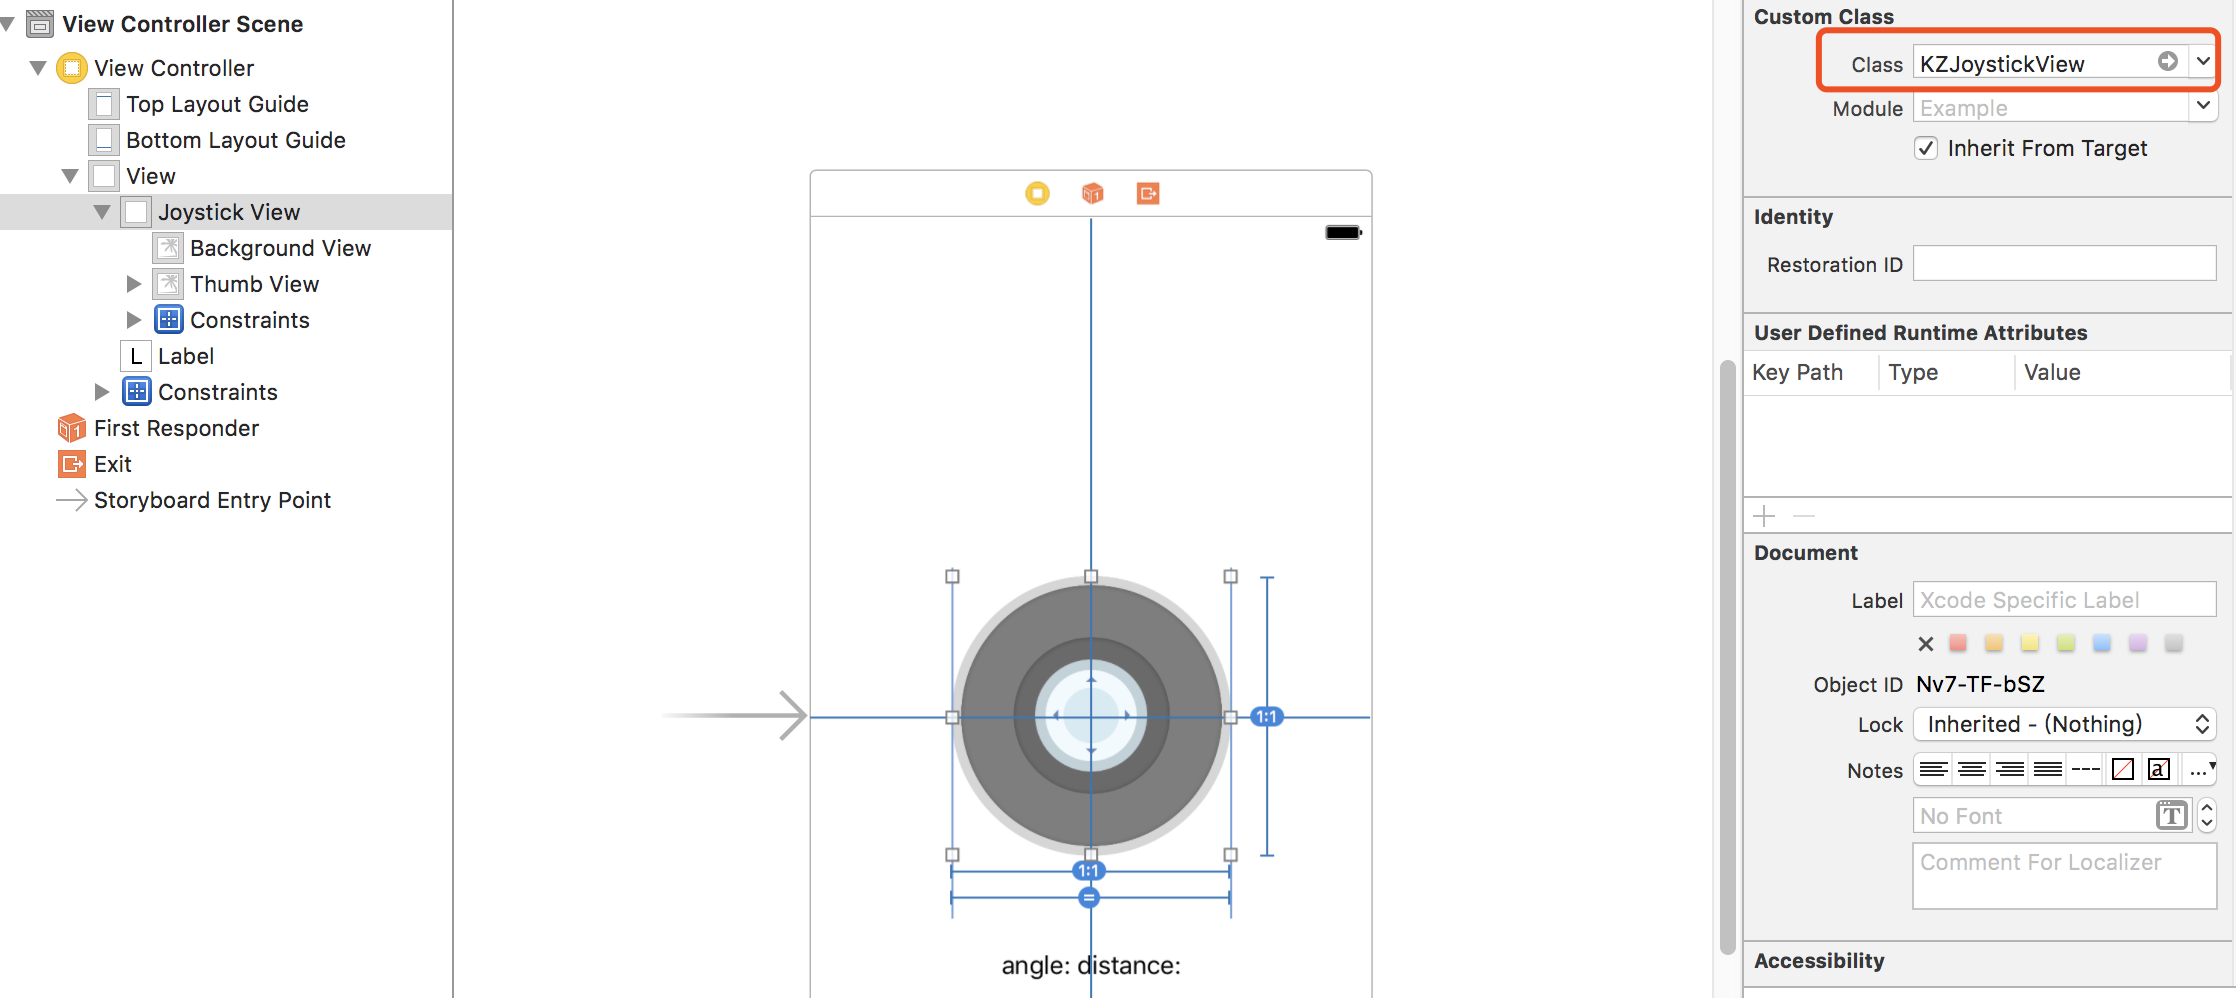 View Controller Scene
View Controller
Top Layout Guide
Bottom Layout Guide
View
Joystick View
Background View
Thumb View
Constraints
L Label
Constraints
First Responder
Exit
Storyboard Entry Point
1:1
1:1
=
angle: distance:
Custom Class
Class KZJoystickView
Module Example
Inherit From Target
Identity
Restoration ID
User Defined Runtime Attributes
Key Path Type Value
Document
Label Xcode Specific Label
Object ID Nv7-TF-bSZ
Lock Inherited - (Nothing)
Notes a ...
No Font T
Comment For Localizer
Accessibility